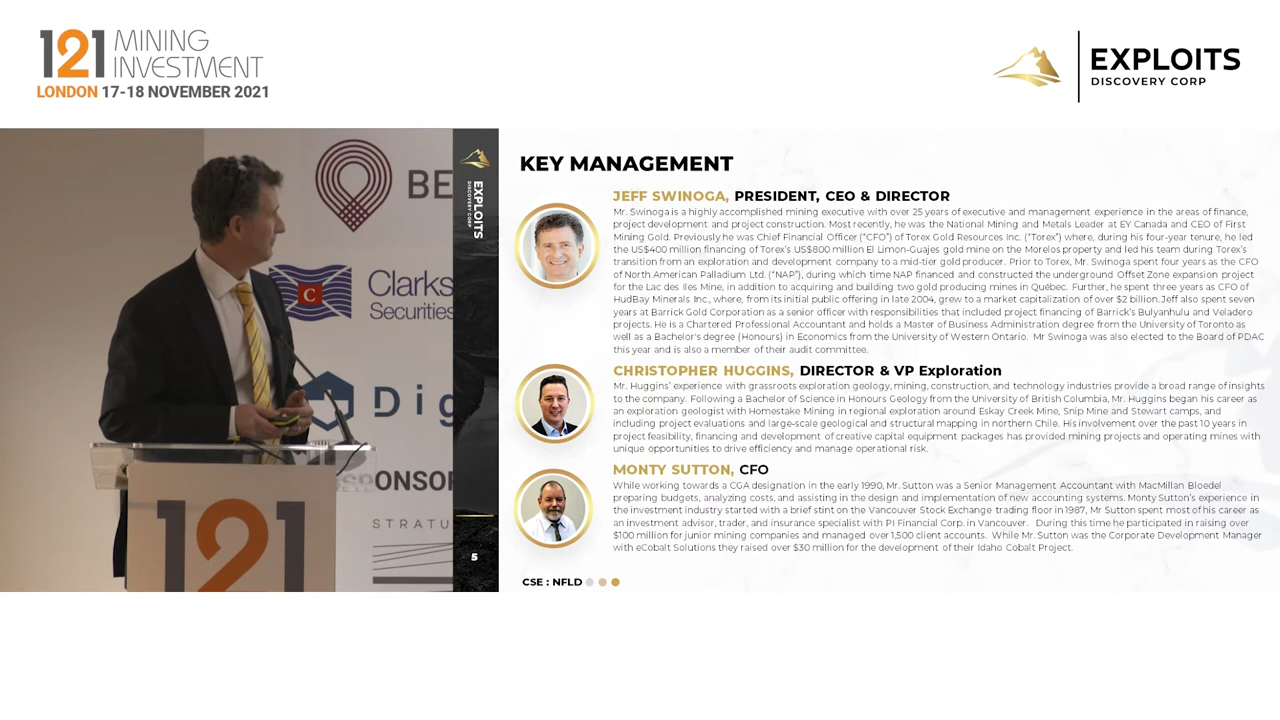 121 MINING
INVESTMENT
LONDON 17-18 NOVEMBER 2021
EXPLOITS
DISCOVERY CORP
BE
Clarks
Securities
Dig
ONSOR
STRATU
121
EXPLOITS
DISCOVERY CORP
5
KEY MANAGEMENT
JEFF SWINOGA, PRESIDENT, CEO & DIRECTOR
Mr. Swinoga is a highly accomplished mining executive with over 25 years of executive and management experience in the areas of finance,
project development and project construction. Most recently, he was the National Mining and Metals Leader at EY Canada and CEO of First
Mining Gold. Previously he was Chief Financial Officer ("CFO") of Torex Gold Resources Inc. ("Torex") where, during his four-year tenure, he led
the US$400 million financing of Torex's US$800 million El Limon-Guajes gold mine on the Morelos property and led his team during Torex's
transition from an exploration and development company to a mid-tier gold producer. Prior to Torex, Mr. Swinoga spent four years as the CFO
of North American Palladium Ltd. ("NAP"), during which time NAP financed and constructed the underground Offset Zone expansion project
for the Lac des Iles Mine, in addition to acquiring and building two gold producing mines in Québec. Further, he spent three years as CFO of
HudBay Minerals Inc., where, from its initial public offering in late 2004, grew to a market capitalization of over $2 billion. Jeff also spent seven
years at Barrick Gold Corporation as a senior officer with responsibilities that included project financing of Barrick's Bulyanhulu and Veladero
projects. He is a Chartered Professional Accountant and holds a Master of Business Administration degree from the University of Toronto as
well as a Bachelor's degree (Honours) in Economics from the University of Western Ontario. Mr Swinoga was also elected to the Board of PDAC
this year and is also a member of their audit committee.
CHRISTOPHER HUGGINS, DIRECTOR & VP Exploration
Mr. Huggins' experience with grassroots exploration geology, mining, construction, and technology industries provide a broad range of insights
to the company. Following a Bachelor of Science in Honours Geology from the University of British Columbia, Mr. Huggins began his career as
an exploration geologist with Homestake Mining in regional exploration around Eskay Creek Mine, Snip Mine and Stewart camps, and
including project evaluations and large-scale geological and structural mapping in northern Chile. His involvement over the past 10 years in
project feasibility, financing and development of creative capital equipment packages has provided mining projects and operating mines with
unique opportunities to drive efficiency and manage operational risk.
MONTY SUTTON, CFO
While working towards a CGA designation in the early 1990, Mr. Sutton was a Senior Management Accountant with MacMillan Bloedel
preparing budgets, analyzing costs, and assisting in the design and implementation of new accounting systems. Monty Sutton's experience in
the investment industry started with a brief stint on the Vancouver Stock Exchange trading floor in 1987, Mr Sutton spent most of his career as
an investment advisor, trader, and insurance specialist with PI Financial Corp. in Vancouver. During this time he participated in raising over
$100 million for junior mining companies and managed over 1,500 client accounts. While Mr. Sutton was the Corporate Development Manager
with eCobalt Solutions they raised over $30 million for the development of their Idaho Cobalt Project.
CSE : NFLD